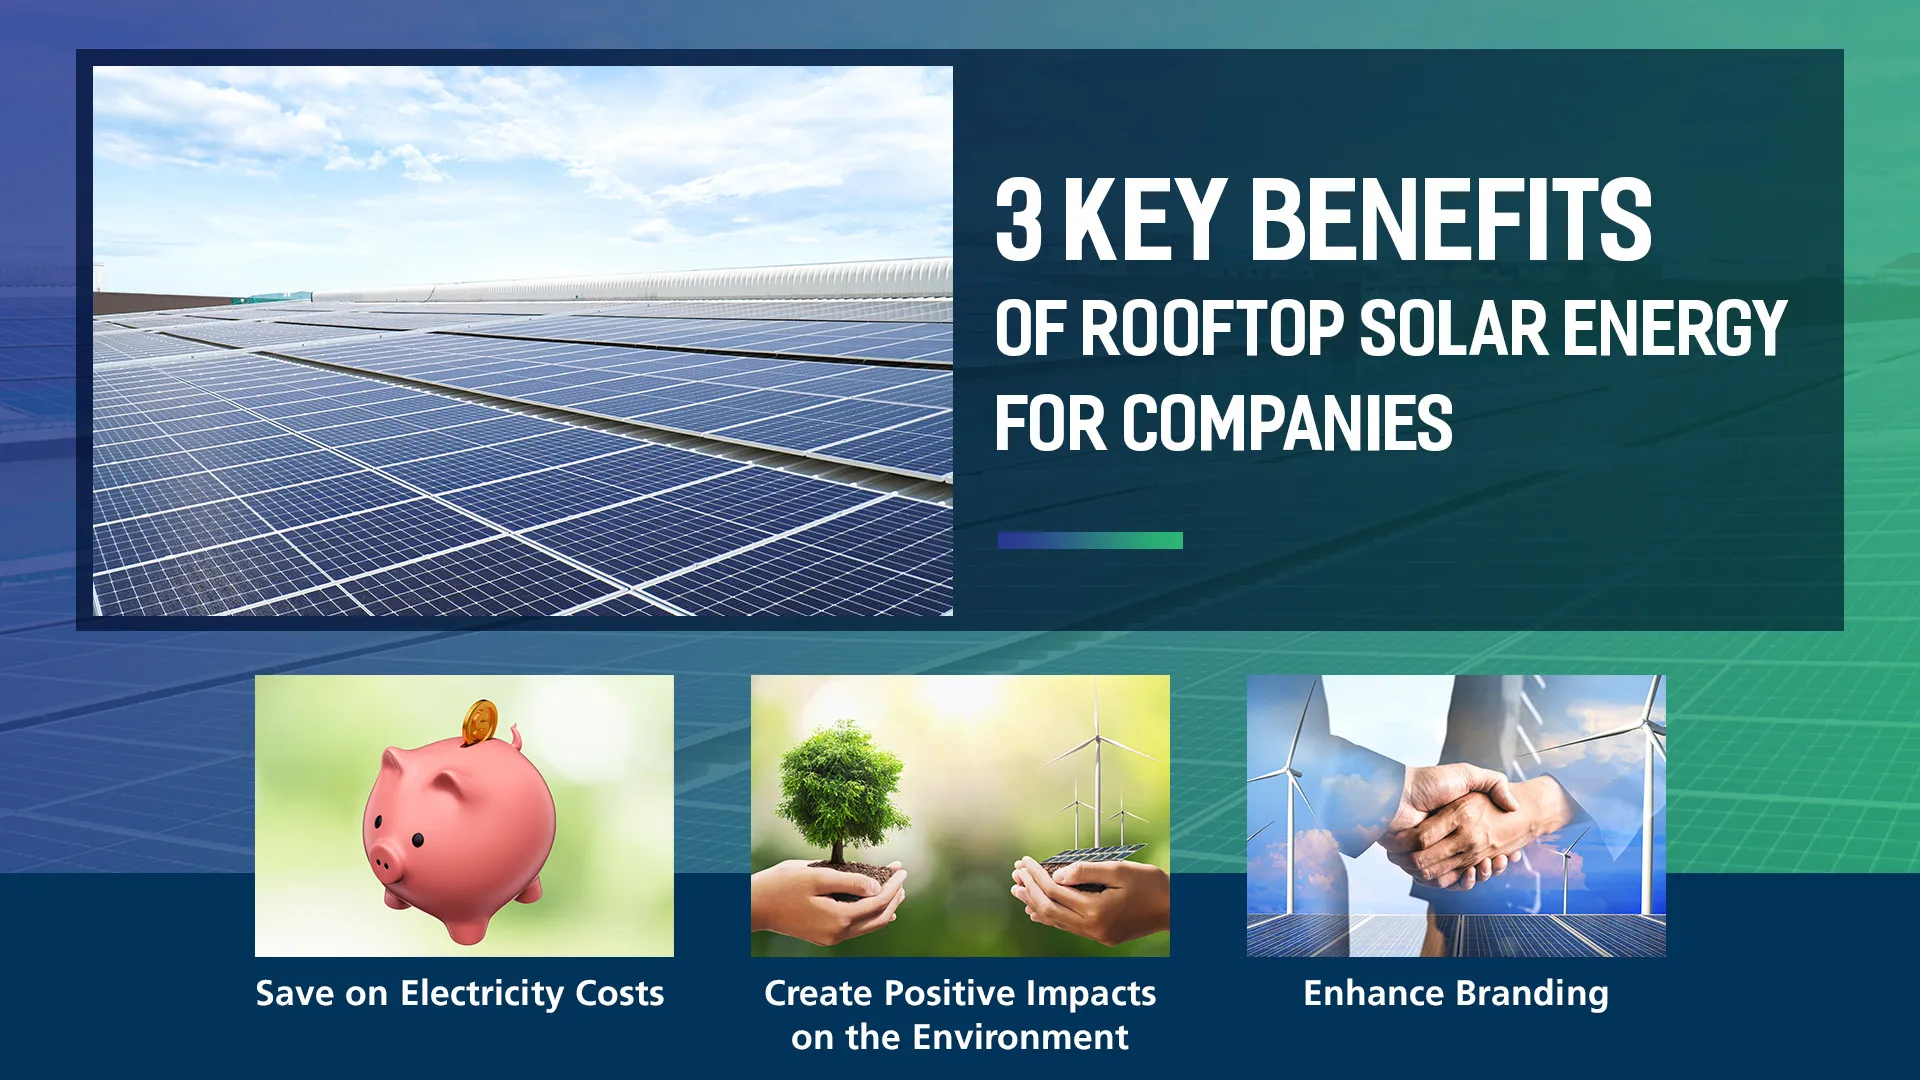 3 KEY BENEFITS
OF ROOFTOP SOLAR ENERGY
FOR COMPANIES
Save on Electricity Costs
Create Positive Impacts
on the Environment
Enhance Branding